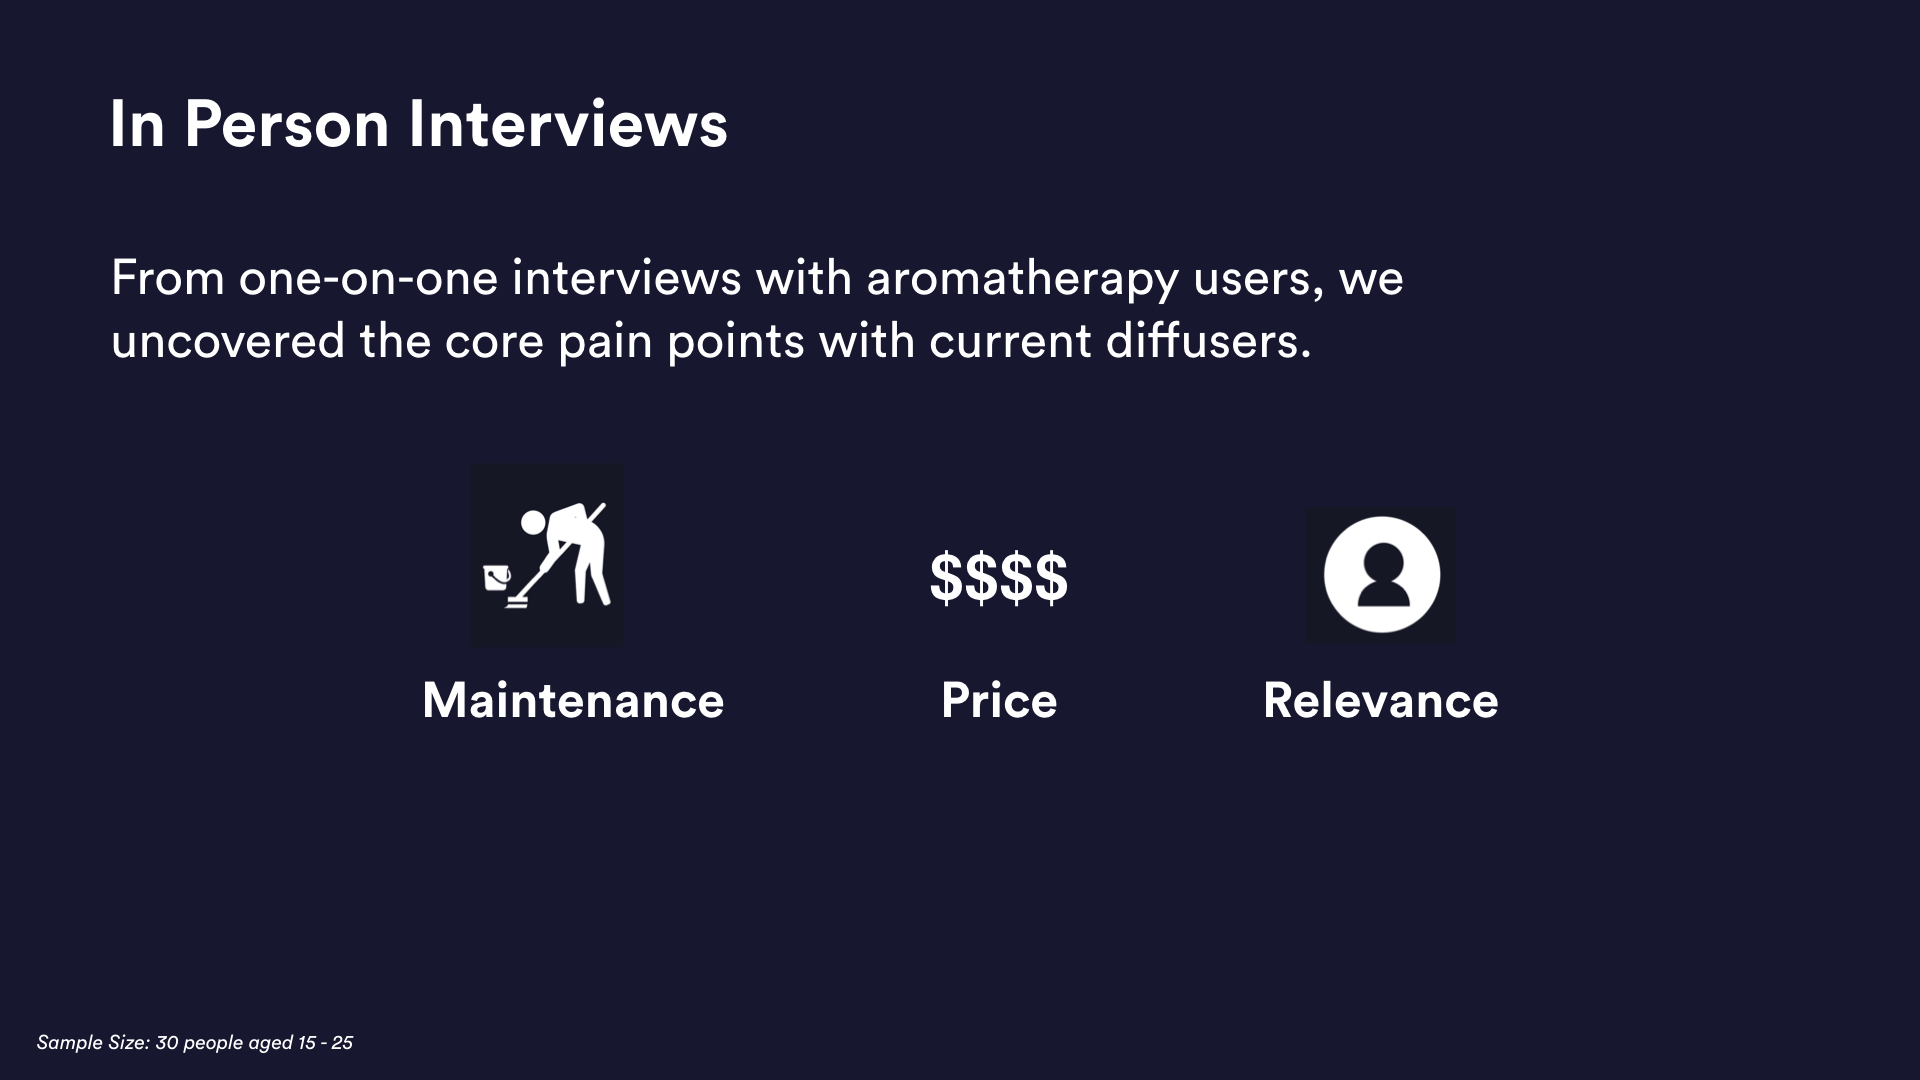 In Person Interviews
From one-on-one interviews with aromatherapy users, we
uncovered the core pain points with current diffusers.
$$$$
Maintenance
Price
Relevance
Sample Size: 30 people aged 15 - 25